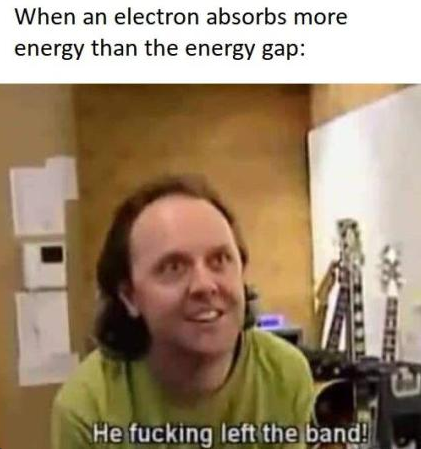 When an electron absorbs more
energy than the energy gap:
He fucking left the band!